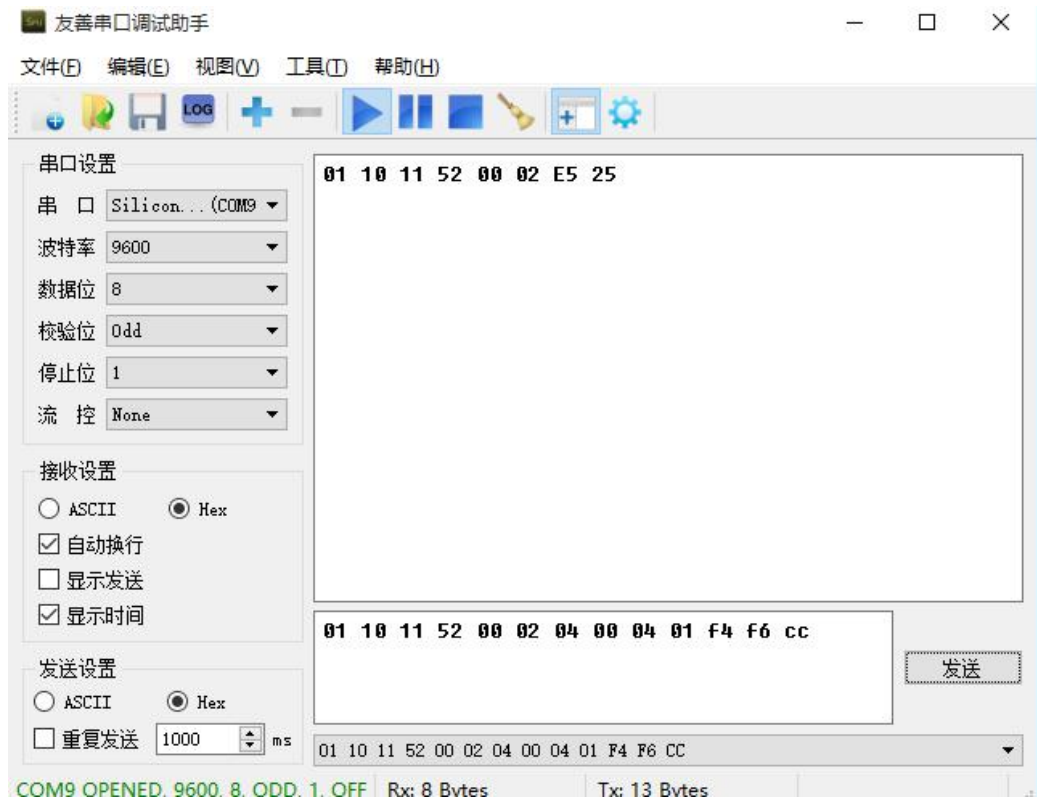 友善串口调试助手
文件(F) 编辑(E) 视图(V) 工具(T) 帮助(H)
LOG
串口设置
串 口 Silicon...(COM9
波特率 9600
数据位 8
校验位 Odd
停止位 1
流 控 None
接收设置
ASCII Hex
自动换行
显示发送
显示时间
发送设置
ASCII Hex
重复发送 1000 ms
01 10 11 52 00 02 E5 25
01 10 11 52 00 02 04 00 04 01 f4 f6 cc
发送
01 10 11 52 00 02 04 00 04 01 F4 F6 CC
COM9 OPENED, 9600, 8, ODD, 1, OFF Rx: 8 Bytes Tx: 13 Bytes